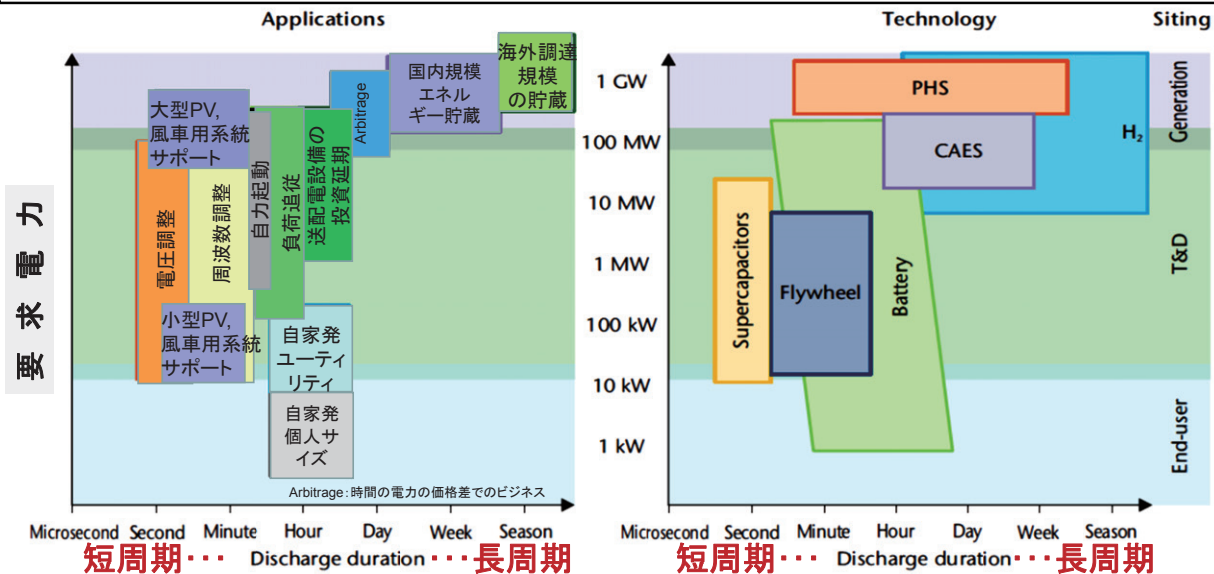 Applications
Technology
Siting
要求電力
大型PV,
風車用系統
サポート
電圧調整
周波数調整
小型PV,
風車用系統
サポート
自力起動
負荷追従
送配電設備の
投資延期
Arbitrage
国内規模
エネル
ギー貯蔵
海外調達
規模
の貯蔵
自家発
ユーティ
リティ
自家発
個人サ
イズ
Arbitrage：時間の電力の価格差でのビジネス
Microsecond Second Minute Hour Day Week Season
短周期･･･ Discharge duration ･･･長周期
1 GW
100 MW
10 MW
1 MW
100 kW
10 kW
1 kW
PHS
H₂
CAES
Supercapacitors
Flywheel
Battery
Generation
T&D
End-user
Microsecond Second Minute Hour Day Week Season
短周期･･･ Discharge duration ･･･長周期